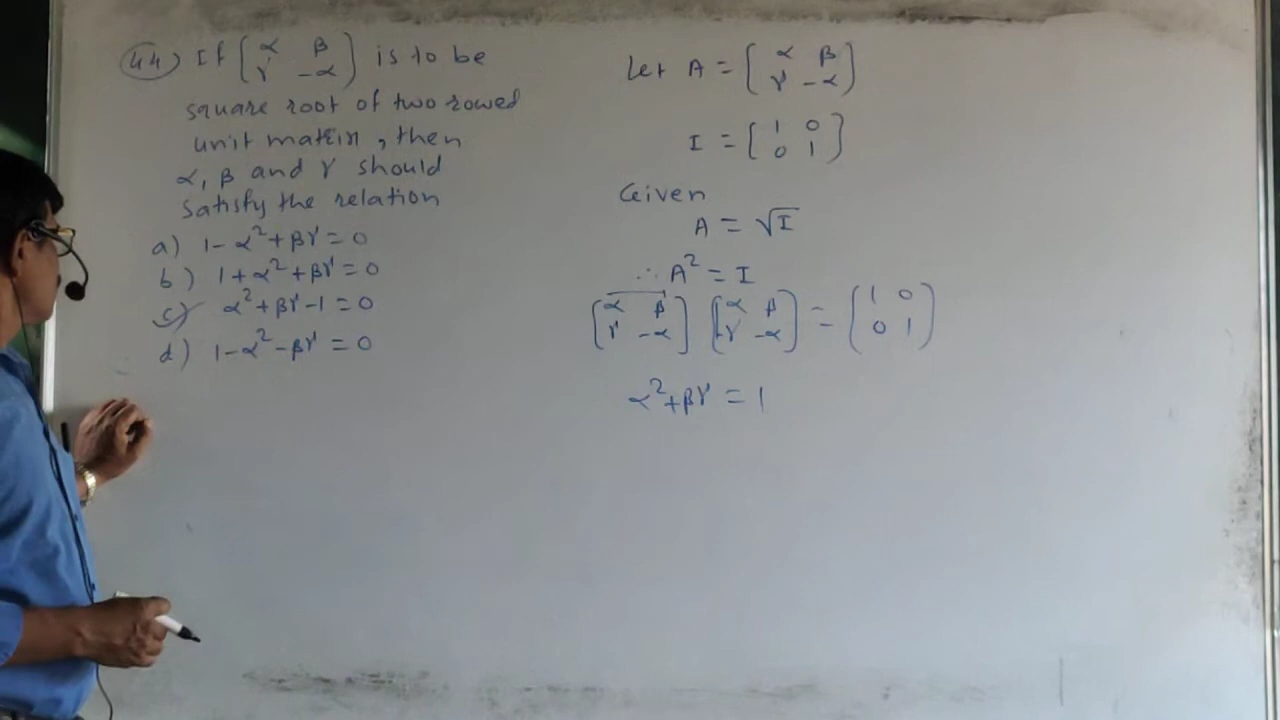 44) If [α β
γ -α] is to be
square root of two rowed
unit matrix, then
α, β and γ should
satisfy the relation
a) 1-α²+βγ=0
b) 1+α²+βγ=0
c) α²+βγ-1=0
d) 1-α²-βγ=0
Let A = [α β
γ -α]
I = [1 0
0 1]
Given
A = √I
∴ A² = I
[α β [α β = [1 0
γ -α] γ -α] 0 1]
α²+βγ = 1